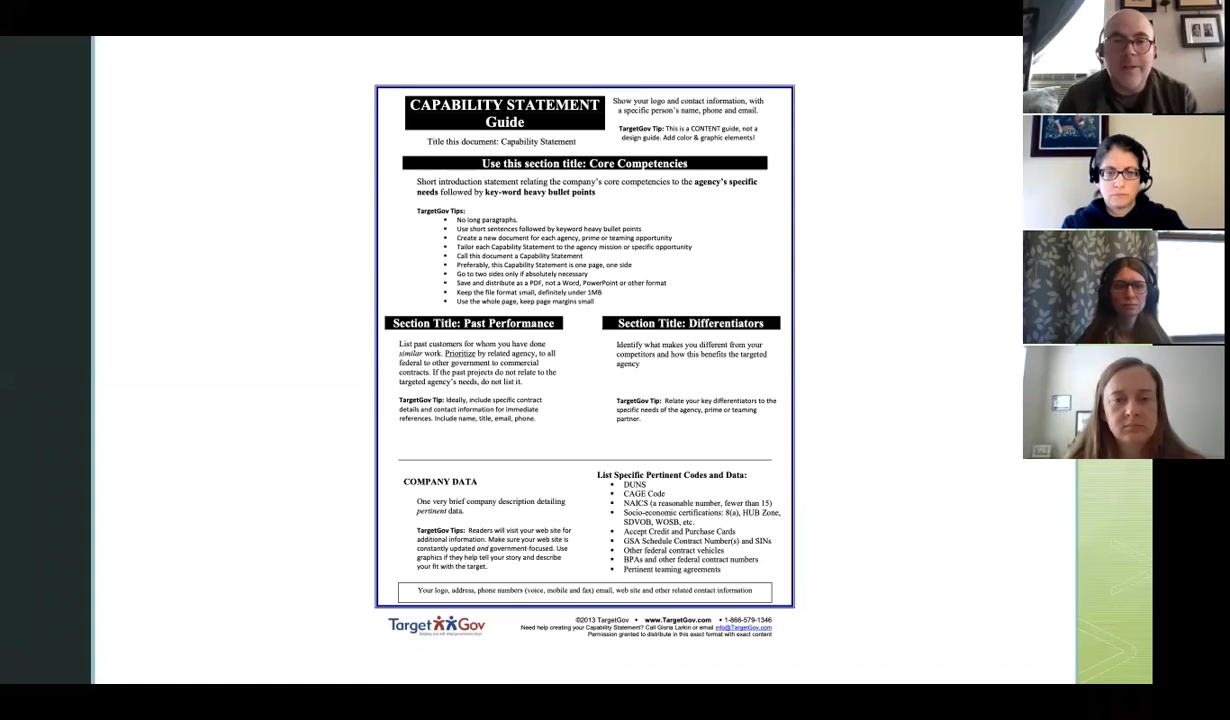 CAPABILITY STATEMENT
Guide
Title this document: Capability Statement
Show your logo and contact information, with
a specific person's name, phone and email.
TargetGov Tip: This is a CONTENT guide, not a
design guide. Add color & graphic elements!
Use this section title: Core Competencies
Short introduction statement relating the company's core competencies to the agency's specific
needs followed by key-word heavy bullet points
TargetGov Tips:
▪ No long paragraphs.
▪ Use short sentences followed by keyword heavy bullet points
▪ Create a new document for each agency, prime or teaming opportunity
▪ Tailor each Capability Statement to the agency mission or specific opportunity
▪ Call this document a Capability Statement
▪ Preferably, this Capability Statement is one page, one side
▪ Go to two sides only if absolutely necessary
▪ Save and distribute as a PDF, not a Word, PowerPoint or other format
▪ Keep the file format small, definitely under 1MB
▪ Use the whole page, keep page margins small
Section Title: Past Performance
List past customers for whom you have done
similar work. Prioritize by related agency, to all
federal to other government to commercial
contracts. If the past projects do not relate to the
targeted agency's needs, do not list it.
TargetGov Tip: Ideally, include specific contract
details and contact information for immediate
references. Include name, title, email, phone.
Section Title: Differentiators
Identify what makes you different from your
competitors and how this benefits the targeted
agency
TargetGov Tip: Relate your key differentiators to the
specific needs of the agency, prime or teaming
partner.
COMPANY DATA
One very brief company description detailing
pertinent data.
TargetGov Tips: Readers will visit your web site for
additional information. Make sure your web site is
constantly updated and government-focused. Use
graphics if they help tell your story and describe
your fit with the target.
List Specific Pertinent Codes and Data:
▪ DUNS
▪ CAGE Code
▪ NAICS (a reasonable number, fewer than 15)
▪ Socio-economic certifications: 8(a), HUB Zone,
SDVOB, WOSB, etc.
▪ Accept Credit and Purchase Cards
▪ GSA Schedule Contract Number(s) and SINs
▪ Other federal contract vehicles
▪ BPAs and other federal contract numbers
▪ Pertinent teaming agreements
Your logo, address, phone numbers (voice, mobile and fax) email, web site and other related contact information
TargetGov
©2013 TargetGov • www.TargetGov.com • 1-866-579-1346
Need help creating your Capability Statement? Call Gloria Larkin or email info@TargetGov.com
Permission granted to distribute in this exact format with exact content